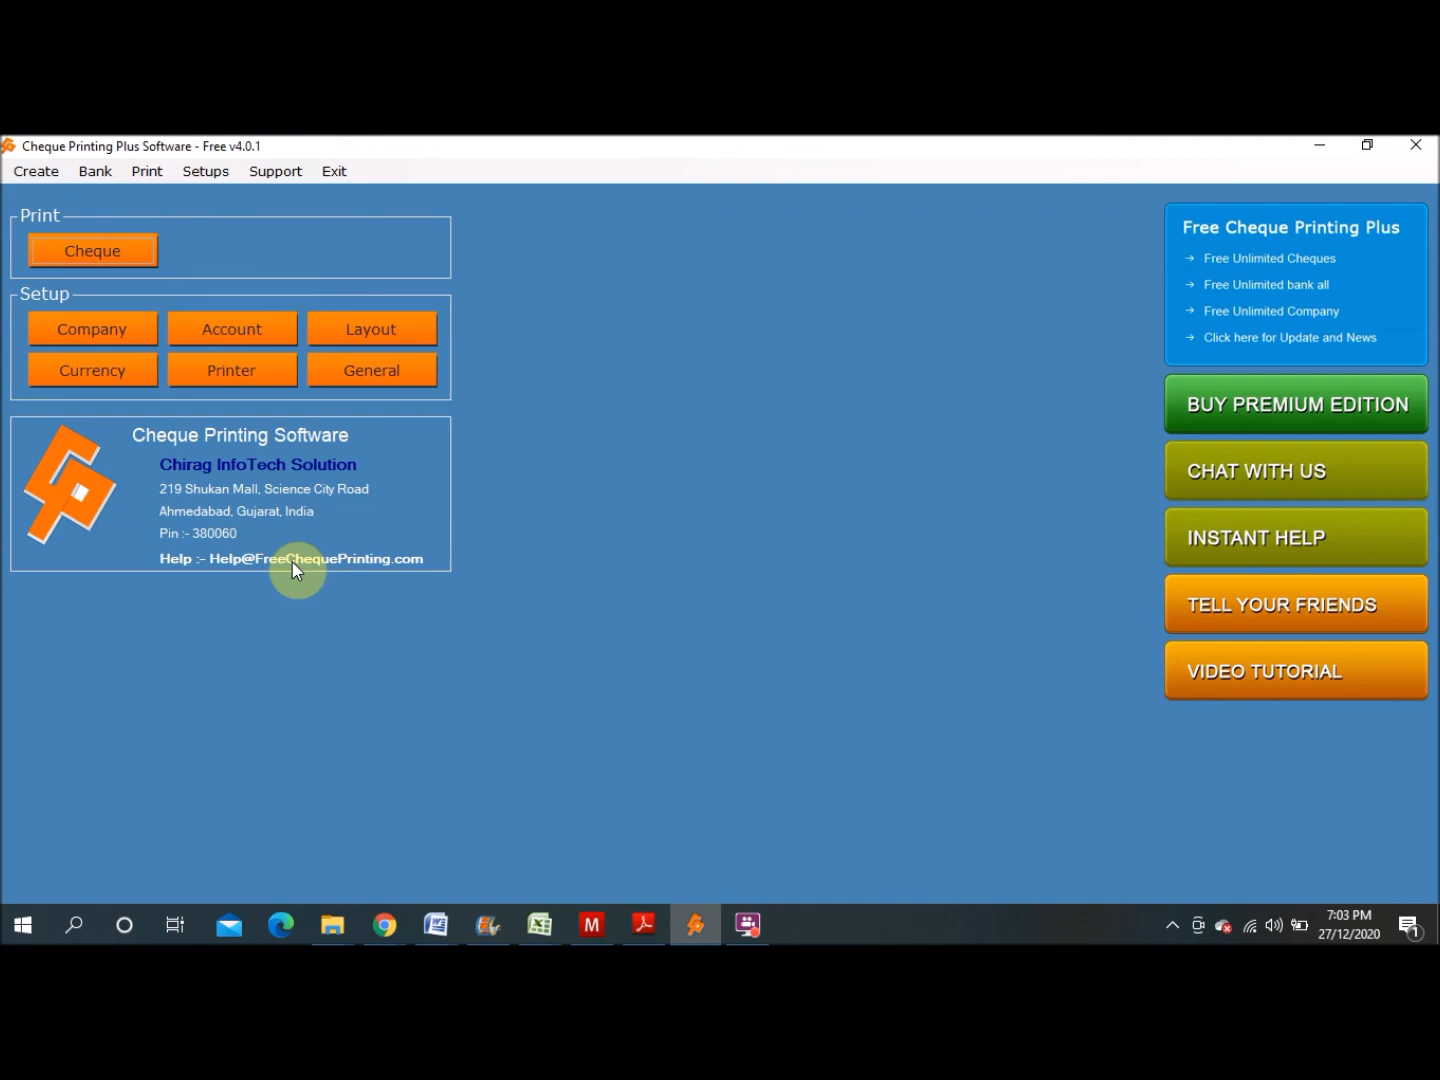 Cheque Printing Plus Software - Free v4.0.1
Create Bank Print Setups Support Exit
Print
Cheque
Setup
Company Account Layout
Currency Printer General
Cheque Printing Software
Chirag InfoTech Solution
219 Shukan Mall, Science City Road
Ahmedabad, Gujarat, India
Pin :- 380060
Help :- Help@FreeChequePrinting.com
Free Cheque Printing Plus
→ Free Unlimited Cheques
→ Free Unlimited bank all
→ Free Unlimited Company
→ Click here for Update and News
BUY PREMIUM EDITION
CHAT WITH US
INSTANT HELP
TELL YOUR FRIENDS
VIDEO TUTORIAL
M
7:03 PM
27/12/2020
1